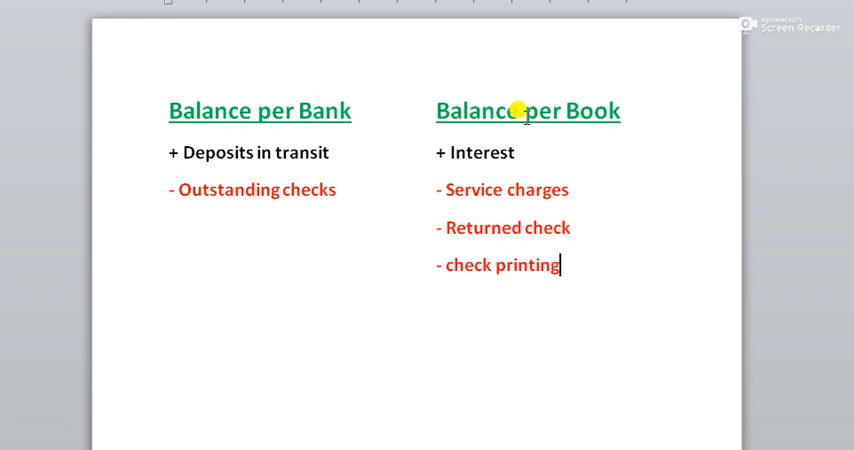 Apowersoft
Screen Recorder
Balance per Bank
+ Deposits in transit
- Outstanding checks
Balance per Book
+ Interest
- Service charges
- Returned check
- check printing